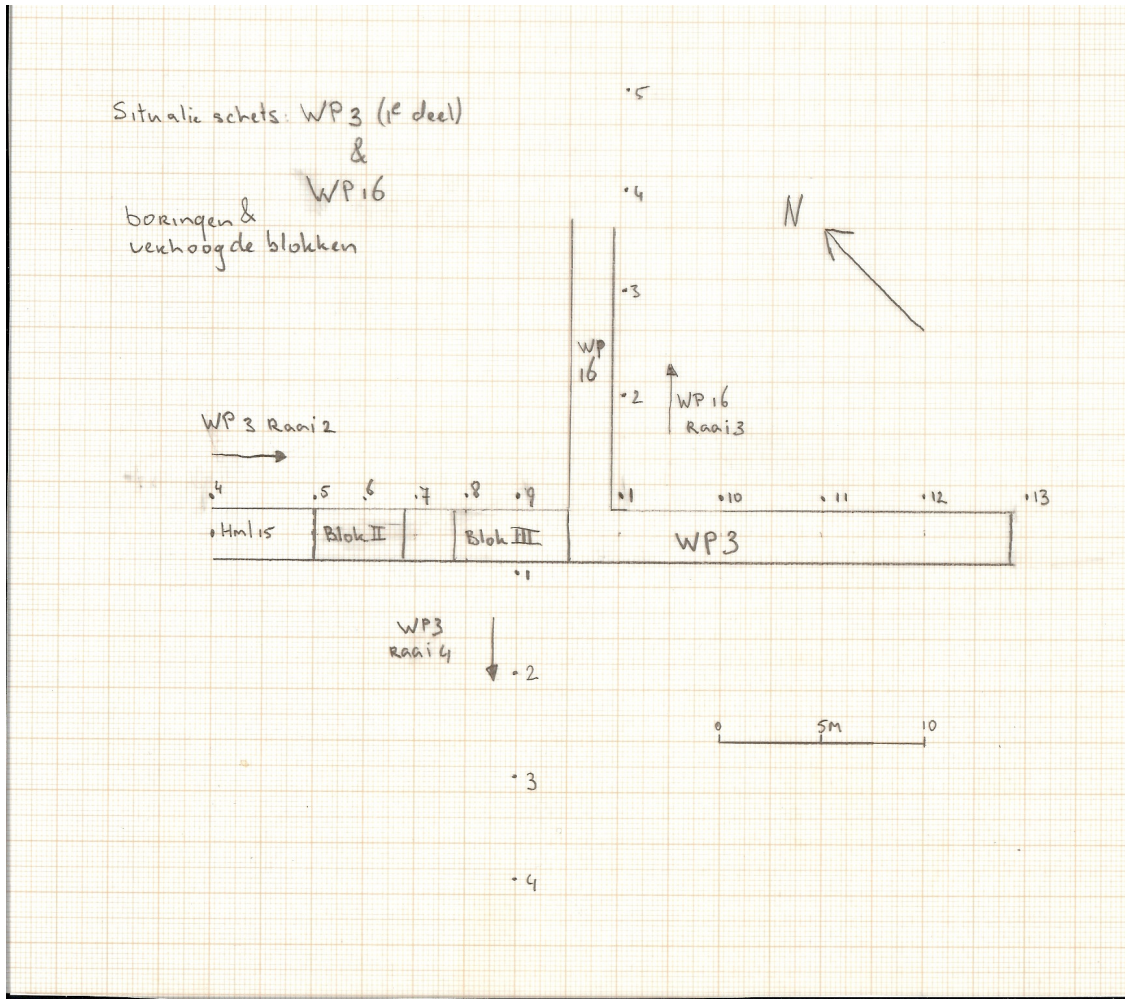 Situatie schets: WP3 (1e deel)
&
WP16
boringen &
verhoogde blokken
N
.5
.4
.3
.2
WP
16
WP 16
Raai 3
WP 3 Raai 2
.4 .5 .6 .7 .8 .9 .1 .10 .11 .12 .13
Hm 15 Blok II Blok III WP3
.1
WP3
Raai 4
.2
.3
.4
0 5M 10